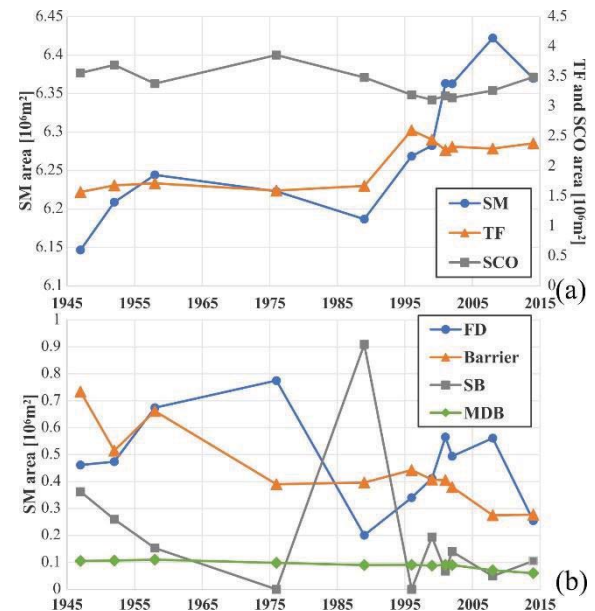 6.45
6.4
6.35
6.3
6.25
6.2
6.15
6.1
SM area [10⁶m²]
4.5
4
3.5
3
2.5
2
1.5
1
0.5
0
TF and SCO area [10⁶m²]
SM
TF
SCO
1945 1955 1965 1975 1985 1995 2005 2015
(a)
1
0.9
0.8
0.7
0.6
0.5
0.4
0.3
0.2
0.1
0
SM area [10⁶m²]
FD
Barrier
SB
MDB
1945 1955 1965 1975 1985 1995 2005 2015
(b)